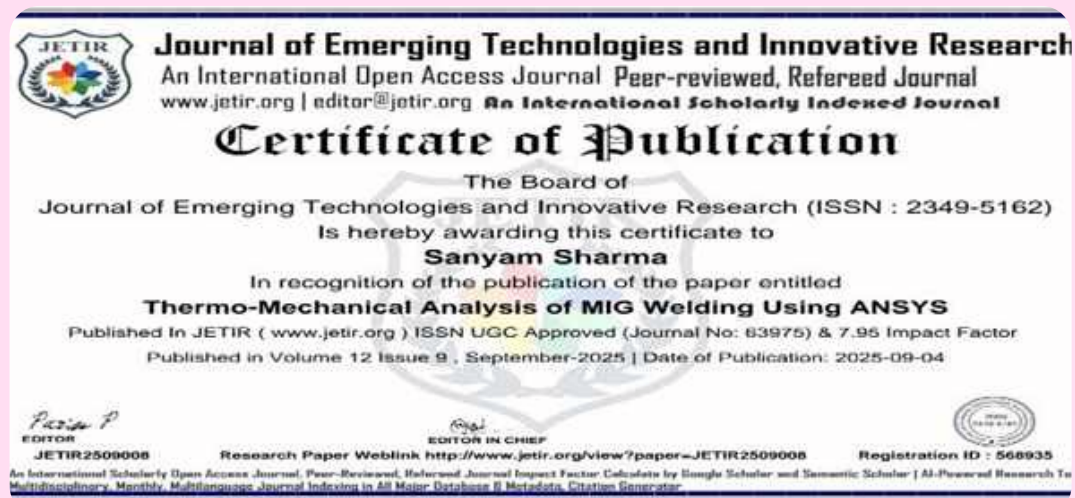 JETIR
Journal of Emerging Technologies and Innovative Research
An International Open Access Journal Peer-reviewed, Refereed Journal
www.jetir.org | editor@jetir.org An International Scholarly Indexed Journal
Certificate of Publication
The Board of
Journal of Emerging Technologies and Innovative Research (ISSN : 2349-5162)
Is hereby awarding this certificate to
Sanyam Sharma
In recognition of the publication of the paper entitled
Thermo-Mechanical Analysis of MIG Welding Using ANSYS
Published In JETIR ( www.jetir.org ) ISSN UGC Approved (Journal No: 63975) & 7.95 Impact Factor
Published in Volume 12 Issue 9 , September-2025 | Date of Publication: 2025-09-04
EDITOR
EDITOR IN CHIEF
JETIR2509008 Research Paper Weblink http://www.jetir.org/view?paper=JETIR2509008 Registration ID : 568935
An International Scholarly Open Access Journal, Peer-Reviewed, Refereed Journal Impact Factor Calculate by Google Scholar and Semantic Scholar | AI-Powered Research
Multidisciplinary, Monthly, Multilanguage Journal Indexing in All Major Database & Metadata, Citation Generator